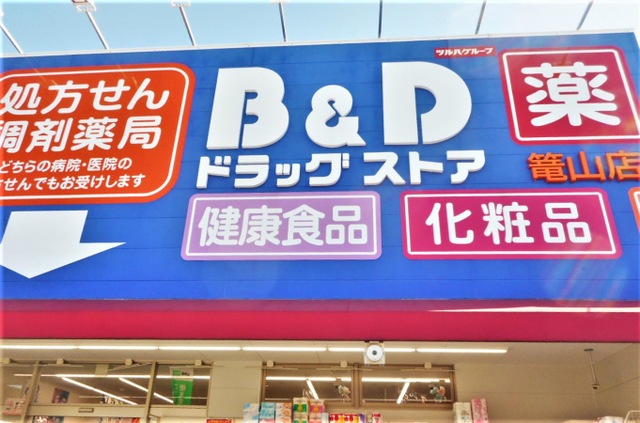 ツルハグループ
処方せん
調剤薬局
どちらの病院・医院の
方せんでもお受けします
B&D
ドラッグストア
薬
篭山店
健康食品
化粧品